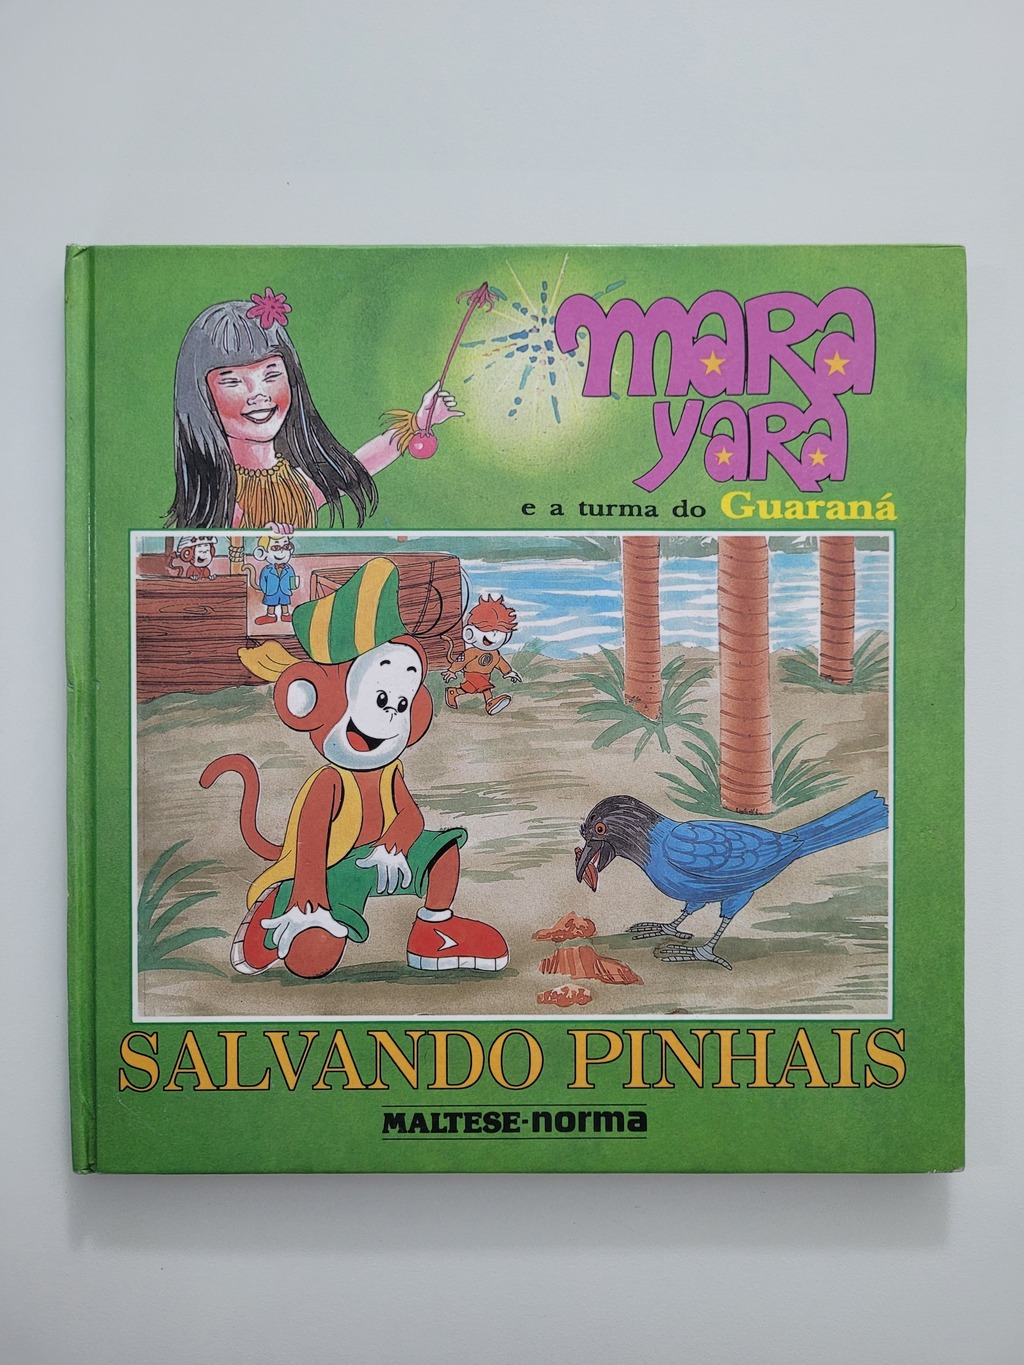 mara
yara
e a turma do Guaraná
SALVANDO PINHAIS
MALTESE-norma